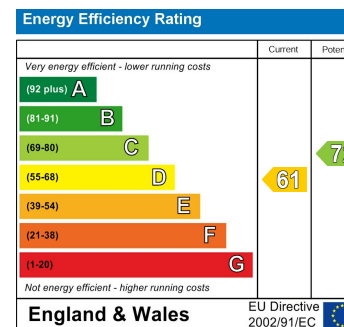 Energy Efficiency Rating
Current
Very energy efficient - lower running costs
(92 plus) A
(81-91) B
(69-80) C
(55-68) D
61
(39-54) E
(21-38) F
(1-20) G
Not energy efficient - higher running costs
England & Wales
EU Directive
2002/91/EC